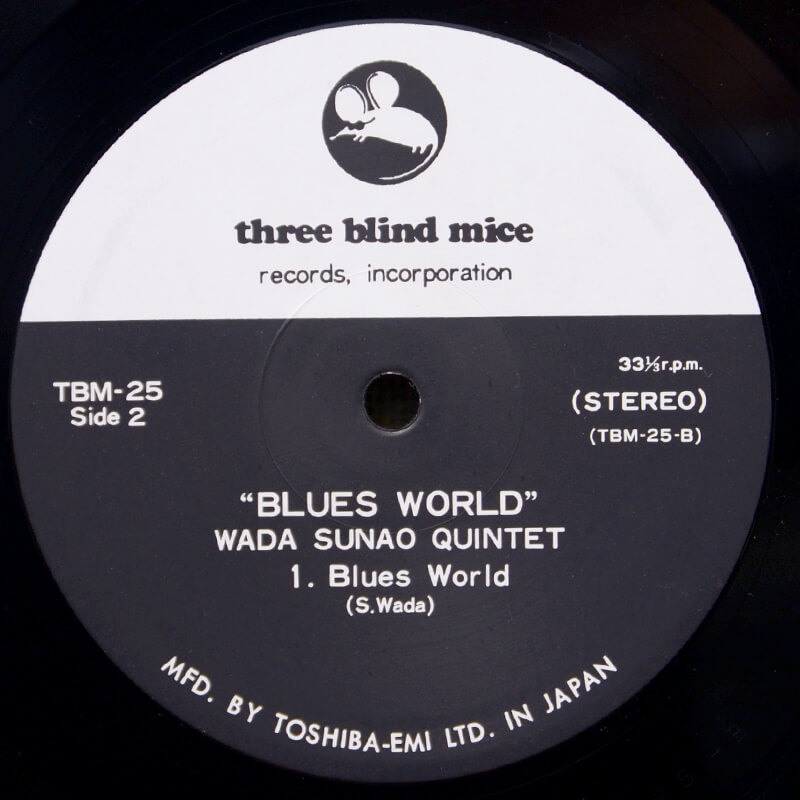 three blind mice
records, incorporation
33⅓ r.p.m.
TBM-25
(STEREO)
Side 2
(TBM-25-B)
“BLUES WORLD”
WADA SUNAO QUINTET
1. Blues World
(S.Wada)
MFD. BY TOSHIBA-EMI LTD. IN JAPAN